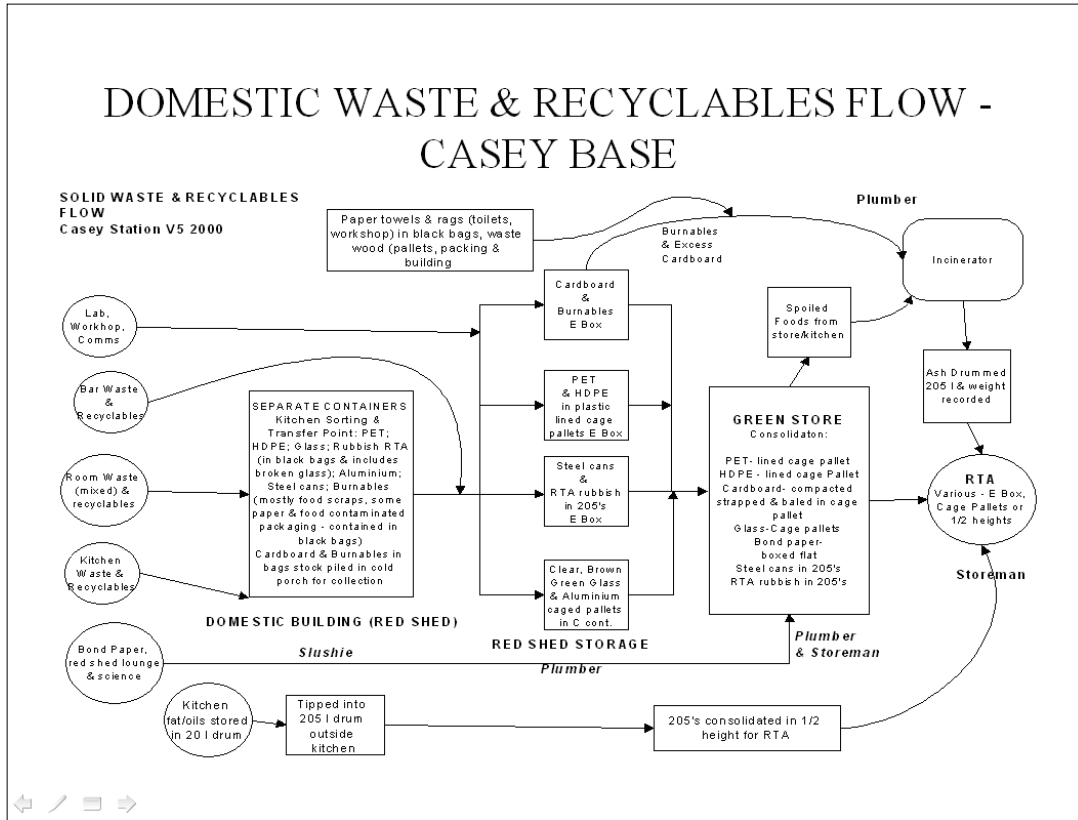 DOMESTIC WASTE & RECYCLABLES FLOW -
CASEY BASE
SOLID WASTE & RECYCLABLES
FLOW
Casey Station V5 2000
Paper towels & rags (toilets,
workshop) in black bags, waste
wood (pallets, packing &
building
Burnables
& Excess
Cardboard
Plumber
Incinerator
Lab,
Workhop,
Comms
Cardboard
&
Burnables
E Box
Spoiled
Foods from
store/kitchen
Ash Drummed
205 l & weight
recorded
Bar Waste
&
Recyclables
SEPARATE CONTAINERS
Kitchen Sorting &
Transfer Point: PET;
HDPE; Glass; Rubbish RTA
(in black bags & includes
broken glass); Aluminium;
Steel cans; Burnables
(mostly food scraps, some
paper & food contaminated
packaging - contained in
black bags)
Cardboard & Burnables in
bags stock piled in cold
porch for collection
PET
& HDPE
in plastic
lined cage
pallets E Box
GREEN STORE
Consolidaton:
PET- lined cage pallet
HDPE - lined cage Pallet
Cardboard- compacted
strapped & baled in cage
pallet
Glass-Cage pallets
Bond paper-
boxed flat
Steel cans in 205's
RTA rubbish in 205's
Room Waste
(mixed) &
recyclables
Steel cans
&
RTA rubbish
in 205's
E Box
RTA
Various - E Box,
Cage Pallets or
1/2 heights
Kitchen
Waste &
Recyclables
Clear, Brown
Green Glass
& Aluminium
caged pallets
in C cont.
Storeman
DOMESTIC BUILDING (RED SHED)
RED SHED STORAGE
Bond Paper,
red shed lounge
& science
Slushie
Plumber
Plumber
& Storeman
Kitchen
fat/oils stored
in 20 l drum
Tipped into
205 l drum
outside
kitchen
205's consolidated in 1/2
height for RTA